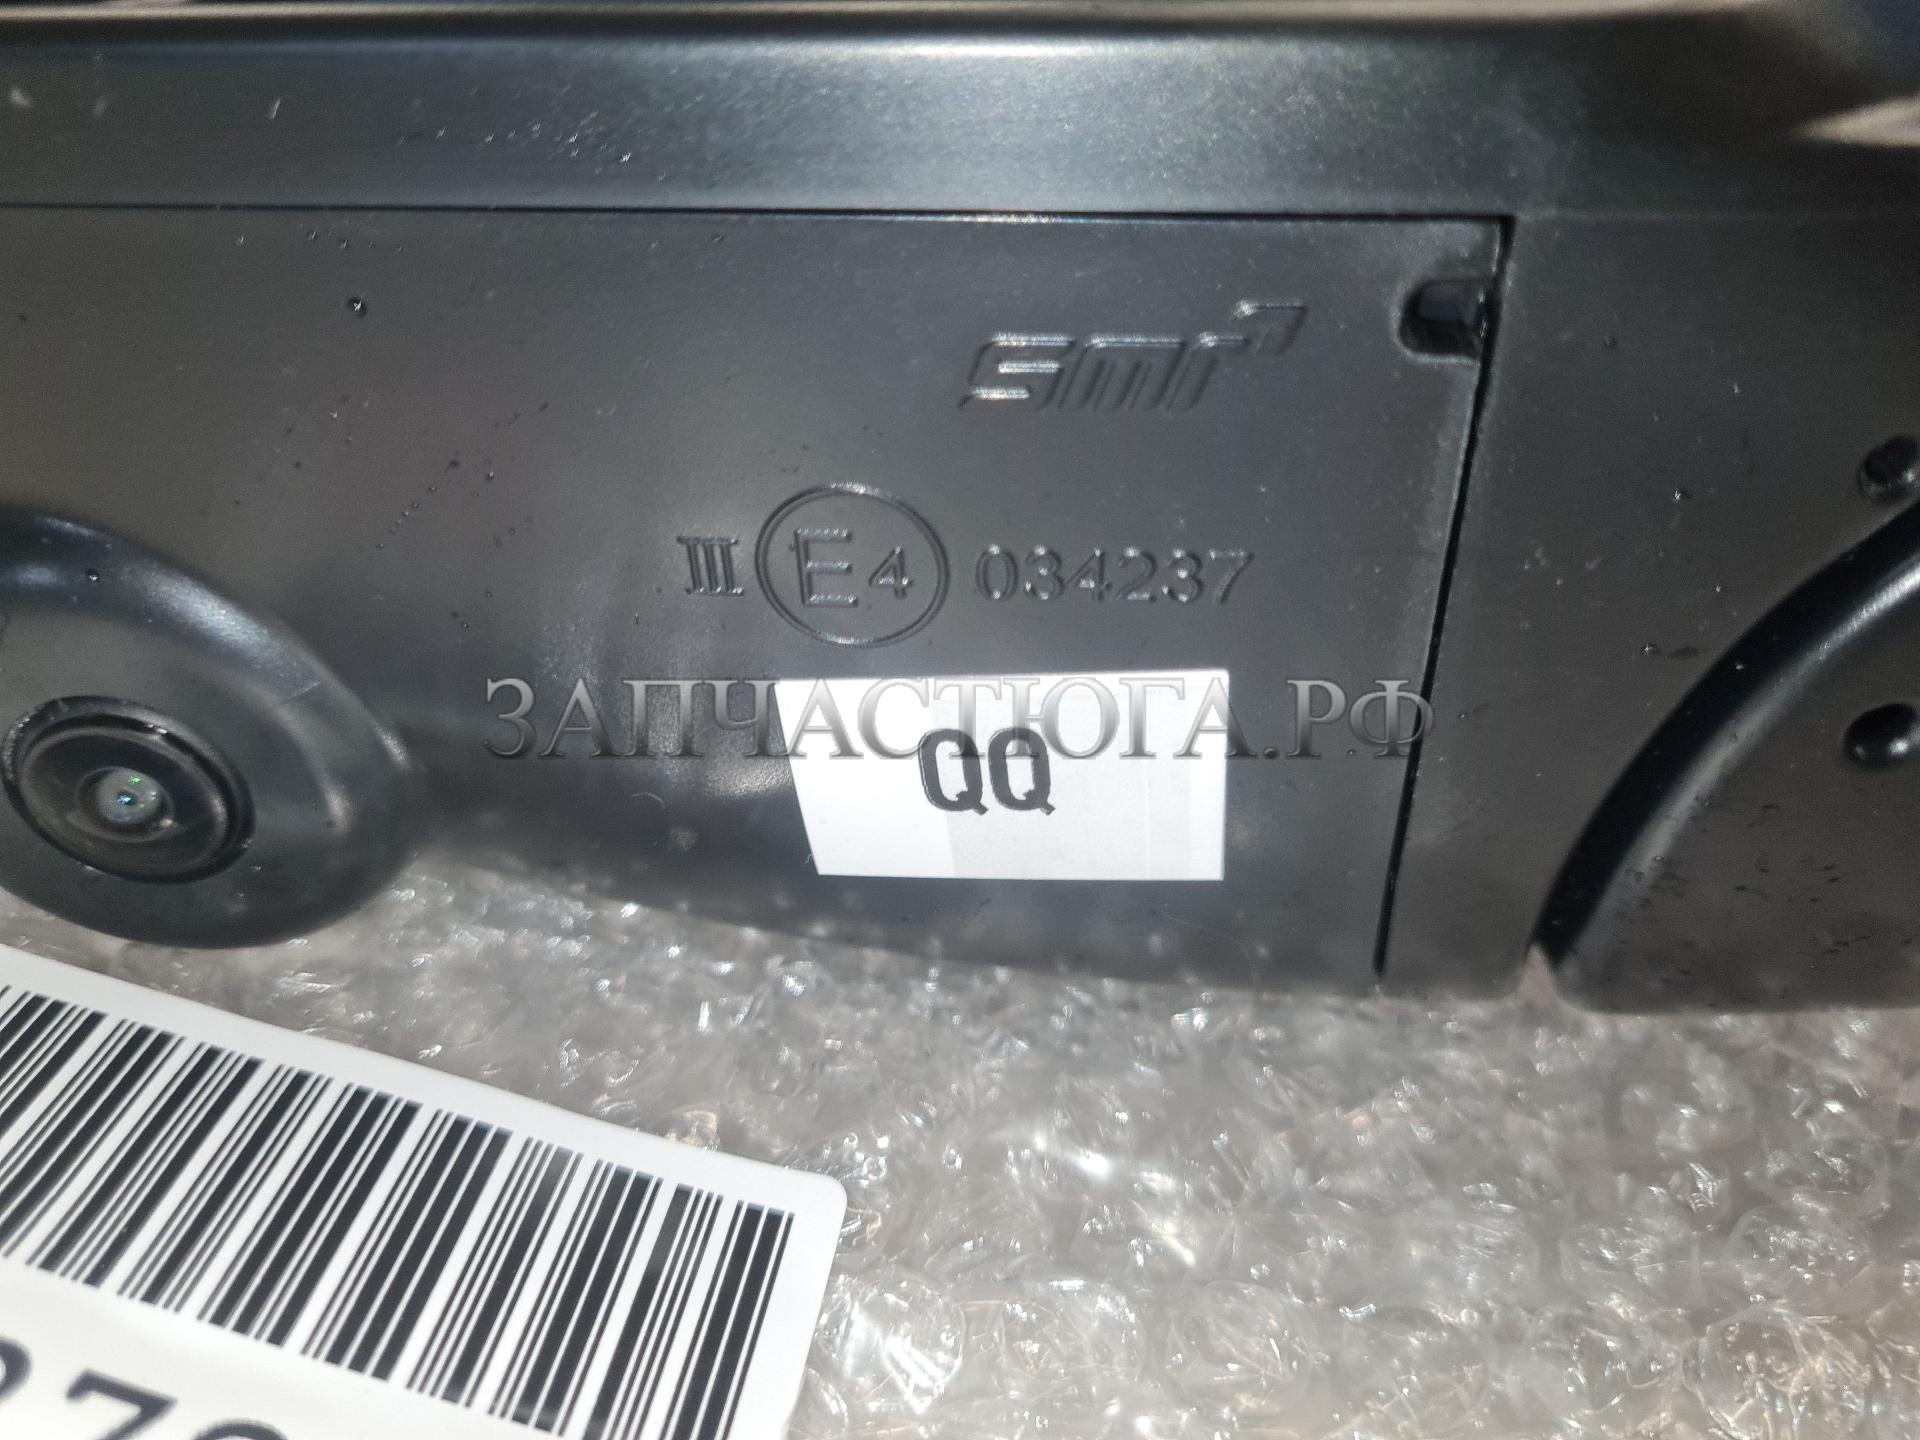 smr
III E4 034237
ЗАПЧАСТЮГА.РФ
QQ